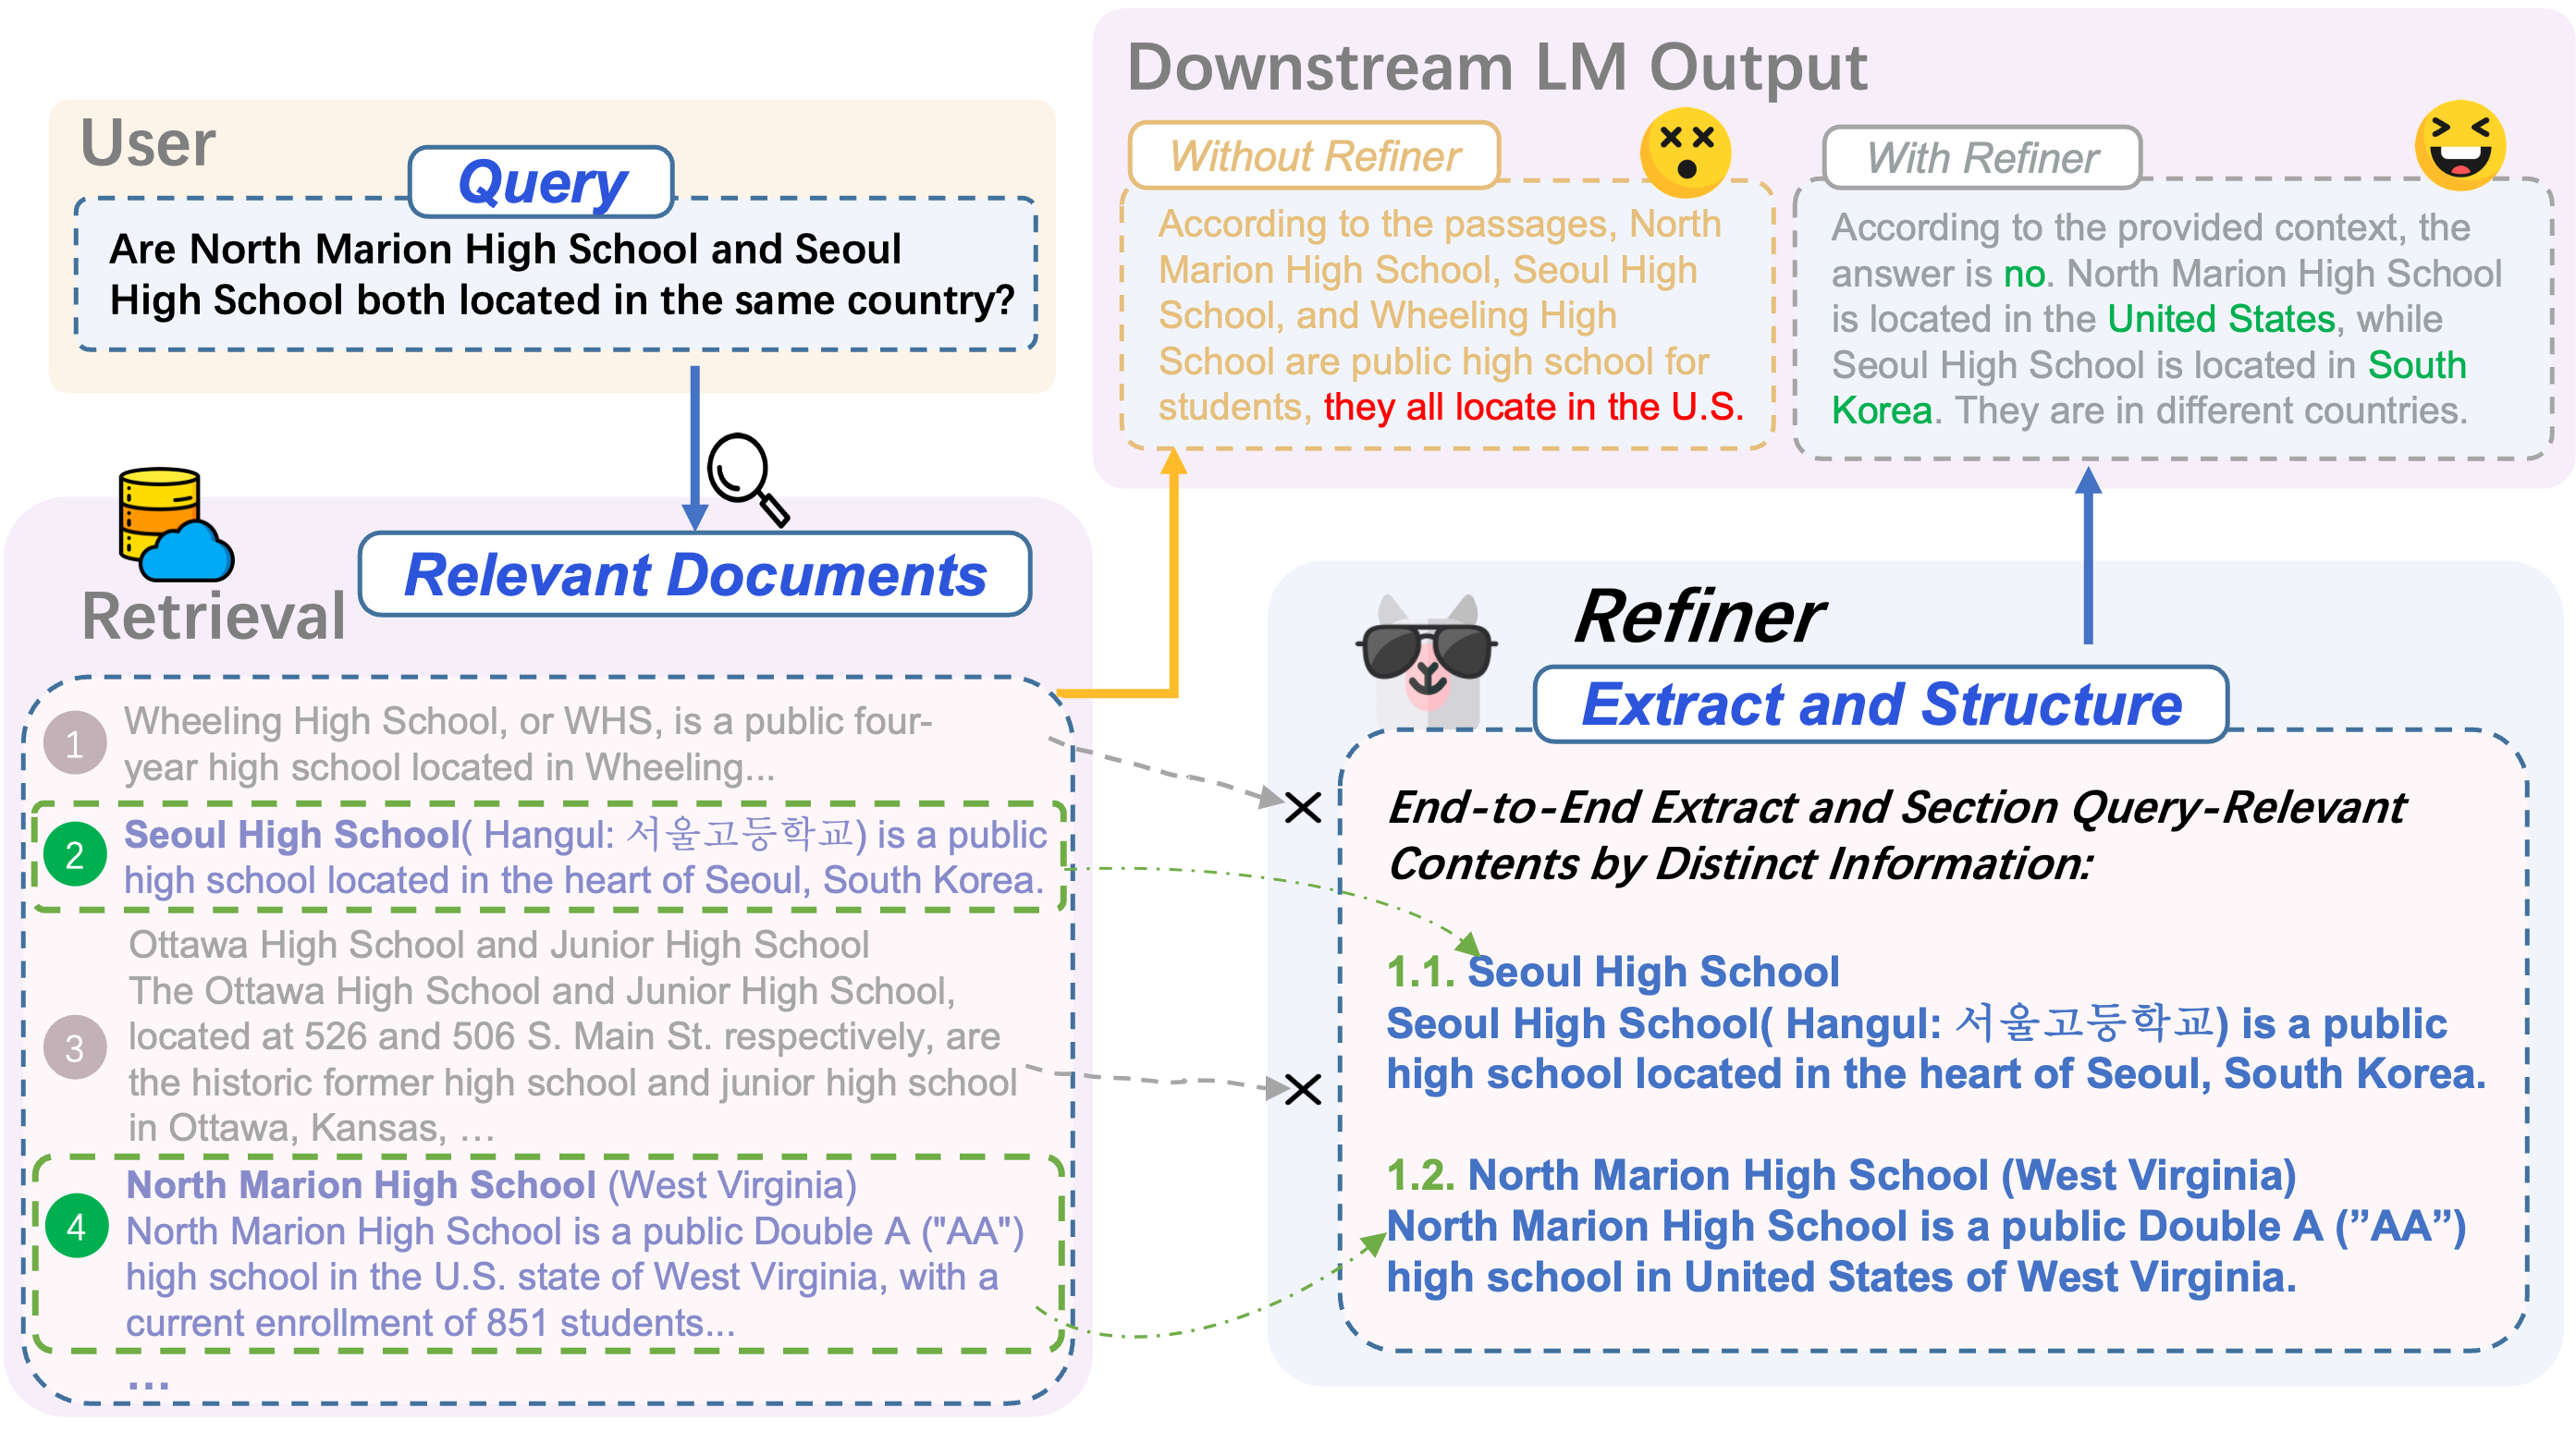 User
Query
Are North Marion High School and Seoul
High School both located in the same country?
Downstream LM Output
Without Refiner
According to the passages, North
Marion High School, Seoul High
School, and Wheeling High
School are public high school for
students, they all locate in the U.S.
With Refiner
According to the provided context, the
answer is no. North Marion High School
is located in the United States, while
Seoul High School is located in South
Korea. They are in different countries.
Retrieval
Relevant Documents
1
Wheeling High School, or WHS, is a public four-
year high school located in Wheeling...
2
Seoul High School( Hangul: 서울고등학교) is a public
high school located in the heart of Seoul, South Korea.
3
Ottawa High School and Junior High School
The Ottawa High School and Junior High School,
located at 526 and 506 S. Main St. respectively, are
the historic former high school and junior high school
in Ottawa, Kansas, …
4
North Marion High School (West Virginia)
North Marion High School is a public Double A ("AA")
high school in the U.S. state of West Virginia, with a
current enrollment of 851 students...
...
Refiner
Extract and Structure
End-to-End Extract and Section Query-Relevant
Contents by Distinct Information:
1.1. Seoul High School
Seoul High School( Hangul: 서울고등학교) is a public
high school located in the heart of Seoul, South Korea.
1.2. North Marion High School (West Virginia)
North Marion High School is a public Double A (”AA”)
high school in United States of West Virginia.